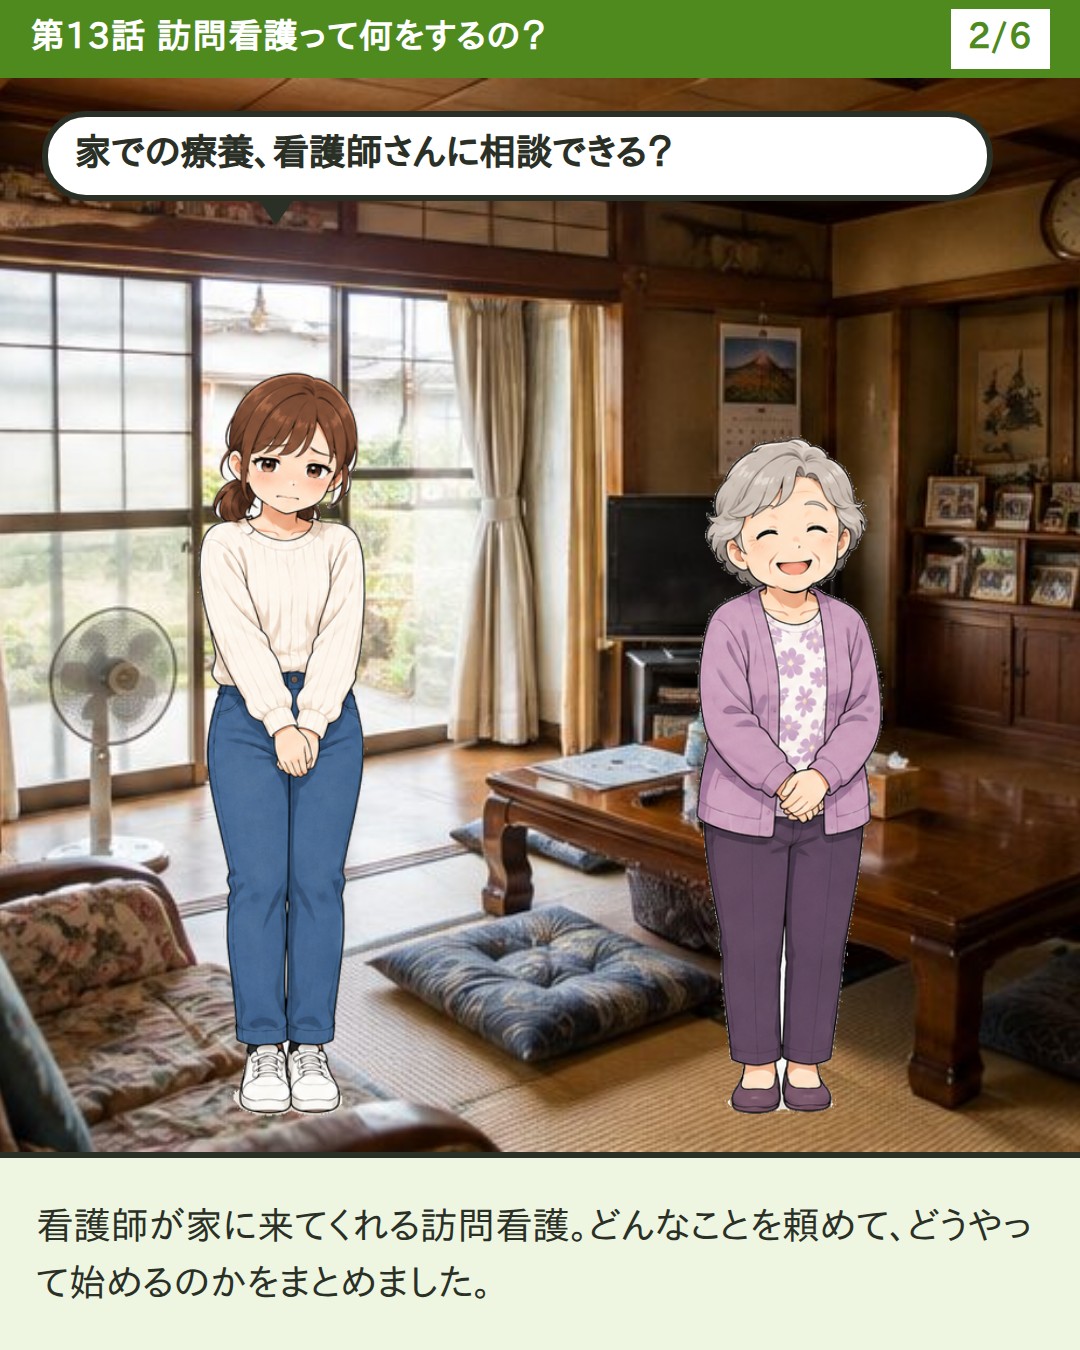 第13話 訪問看護って何をするの？
2/6
家での療養、看護師さんに相談できる？
看護師が家に来てくれる訪問看護。どんなことを頼めて、どうやっ
て始めるのかをまとめました。